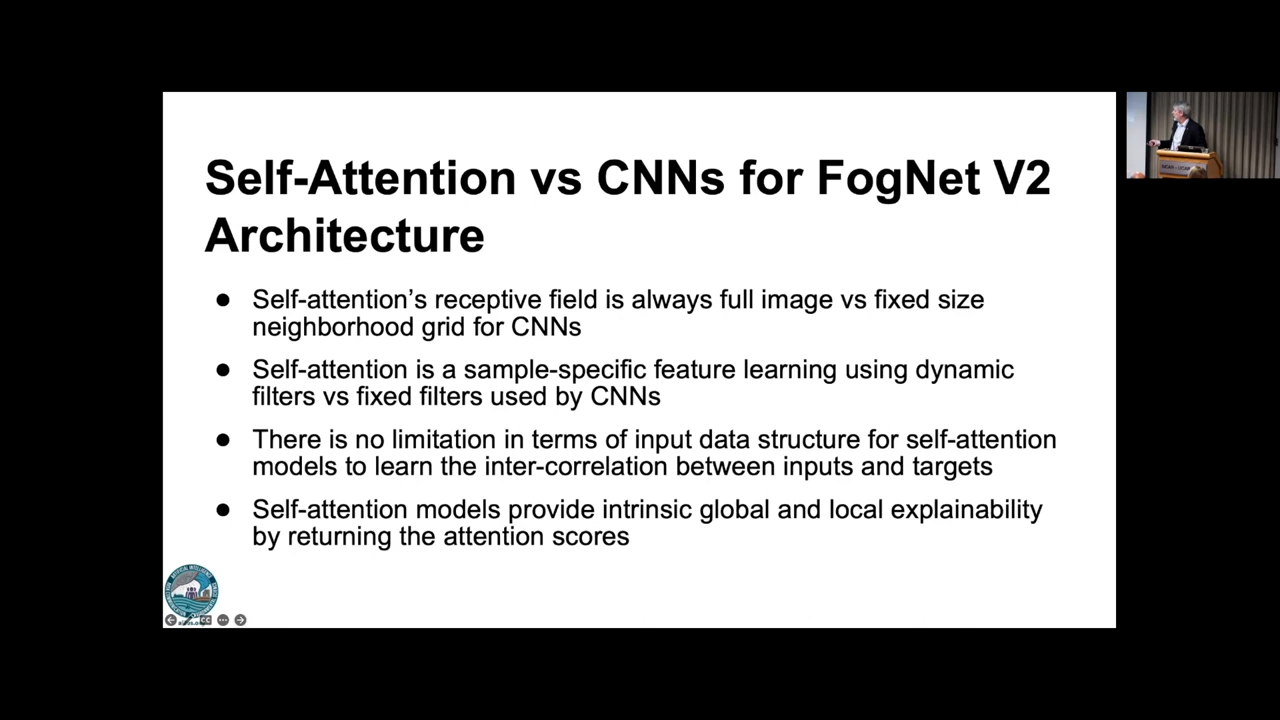 Self-Attention vs CNNs for FogNet V2
Architecture
● Self-attention’s receptive field is always full image vs fixed size
neighborhood grid for CNNs
● Self-attention is a sample-specific feature learning using dynamic
filters vs fixed filters used by CNNs
● There is no limitation in terms of input data structure for self-attention
models to learn the inter-correlation between inputs and targets
● Self-attention models provide intrinsic global and local explainability
by returning the attention scores
CC